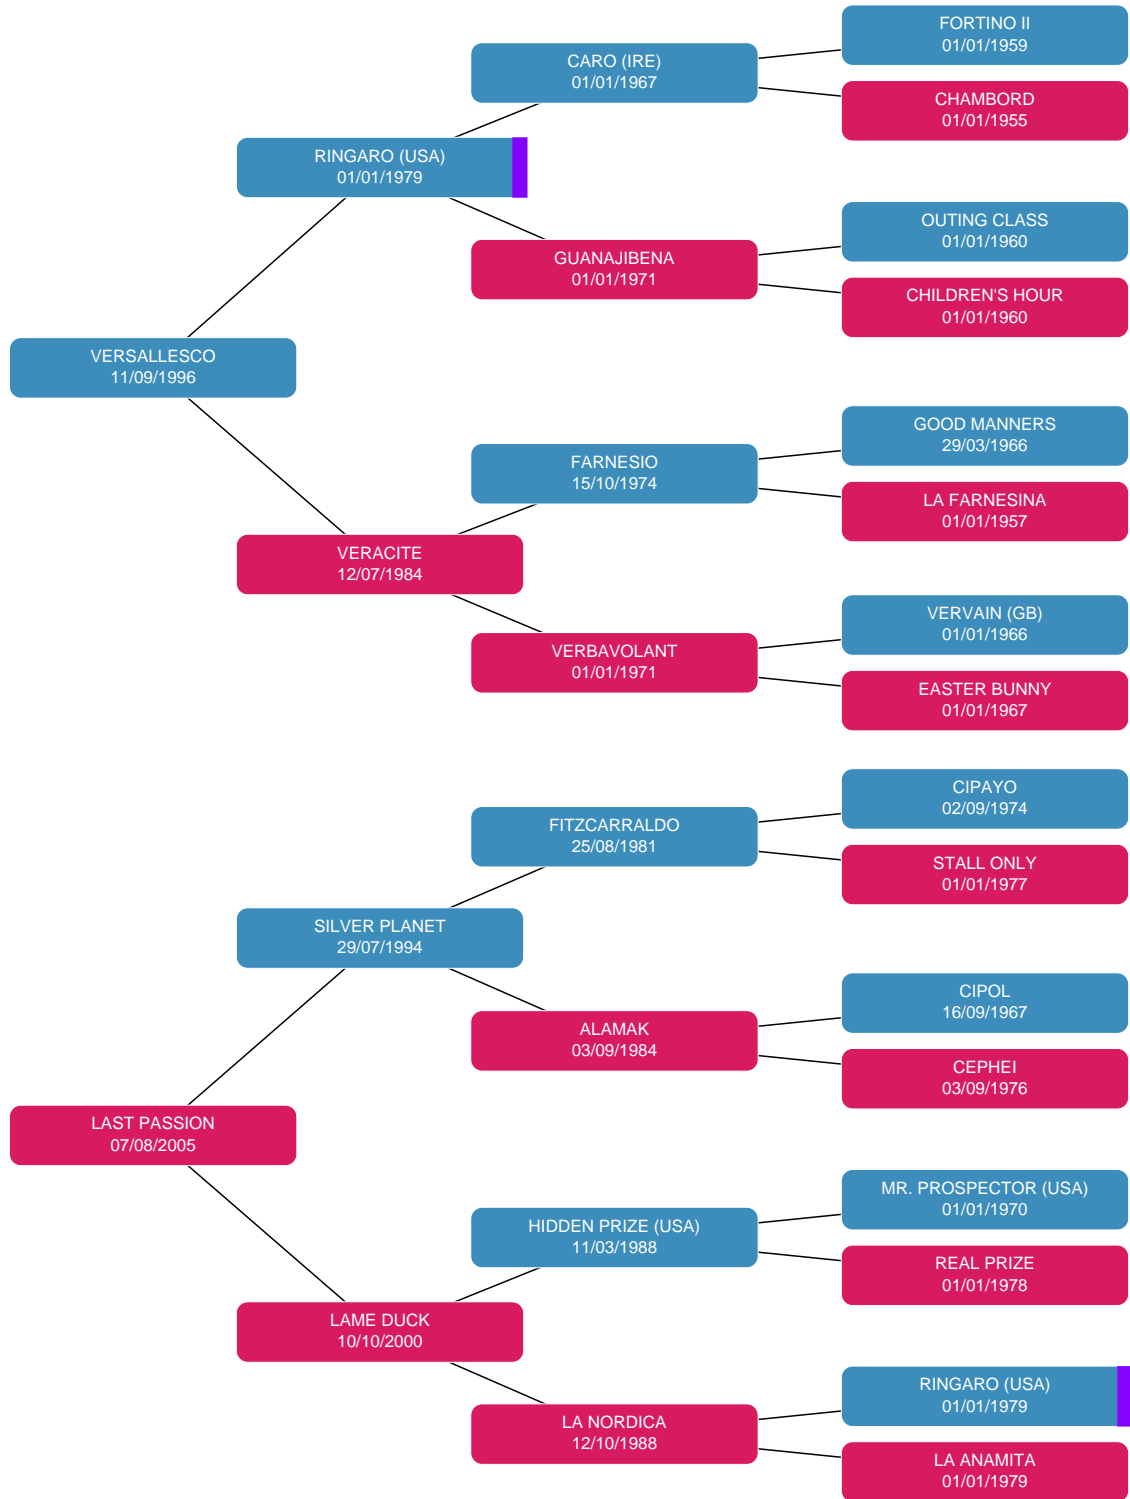 FORTINO II
01/01/1959
CARO (IRE)
01/01/1967
CHAMBORD
01/01/1955
RINGARO (USA)
01/01/1979
OUTING CLASS
01/01/1960
GUANAJIBENA
01/01/1971
CHILDREN'S HOUR
01/01/1960
VERSALLESCO
11/09/1996
GOOD MANNERS
29/03/1966
FARNESIO
15/10/1974
LA FARNESINA
01/01/1957
VERACITE
12/07/1984
VERVAIN (GB)
01/01/1966
VERBAVOLANT
01/01/1971
EASTER BUNNY
01/01/1967
CIPAYO
02/09/1974
FITZCARRALDO
25/08/1981
STALL ONLY
01/01/1977
SILVER PLANET
29/07/1994
CIPOL
16/09/1967
ALAMAK
03/09/1984
CEPHEI
03/09/1976
LAST PASSION
07/08/2005
MR. PROSPECTOR (USA)
01/01/1970
HIDDEN PRIZE (USA)
11/03/1988
REAL PRIZE
01/01/1978
LAME DUCK
10/10/2000
RINGARO (USA)
01/01/1979
LA NORDICA
12/10/1988
LA ANAMITA
01/01/1979